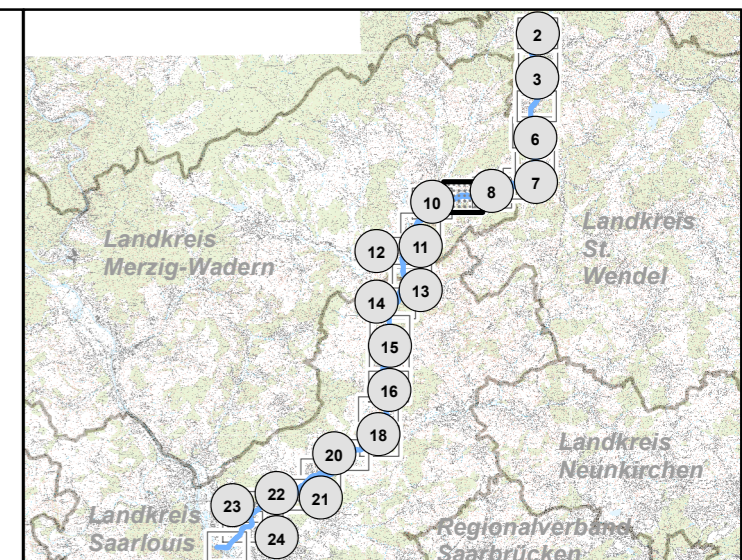 2
3
6
7
8
10
Landkreis
St.
Wendel
Landkreis
Merzig-Wadern
11
12
13
14
15
16
18
Landkreis
Neunkirchen
20
21
22
23
24
Landkreis
Saarlouis
Regionalverband
Saarbrücken